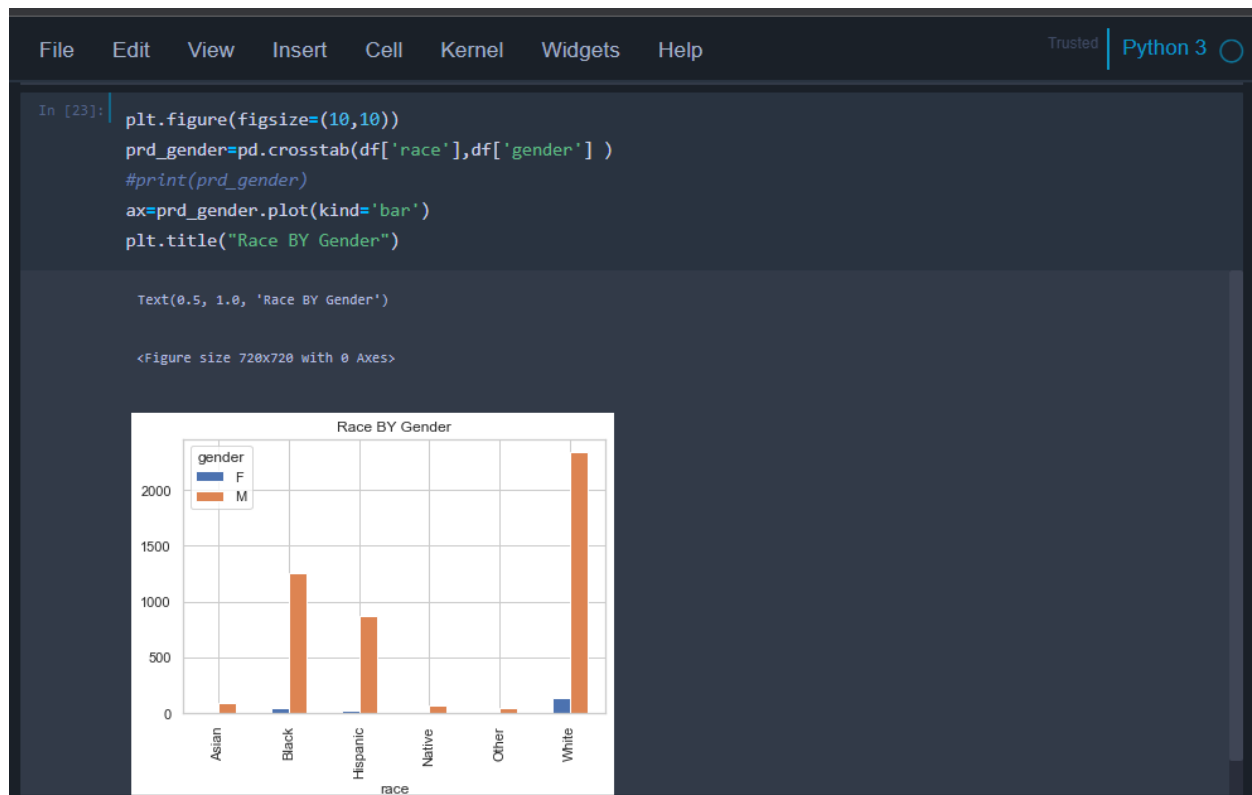 File Edit View Insert Cell Kernel Widgets Help Trusted Python 3
In [23]:
plt.figure(figsize=(10,10))
prd_gender=pd.crosstab(df['race'],df['gender'] )
#print(prd_gender)
ax=prd_gender.plot(kind='bar')
plt.title("Race BY Gender")
Text(0.5, 1.0, 'Race BY Gender')
<Figure size 720x720 with 0 Axes>
Race BY Gender
gender
F
M
2000
1500
1000
500
0
Asian Black Hispanic Native Other White
race